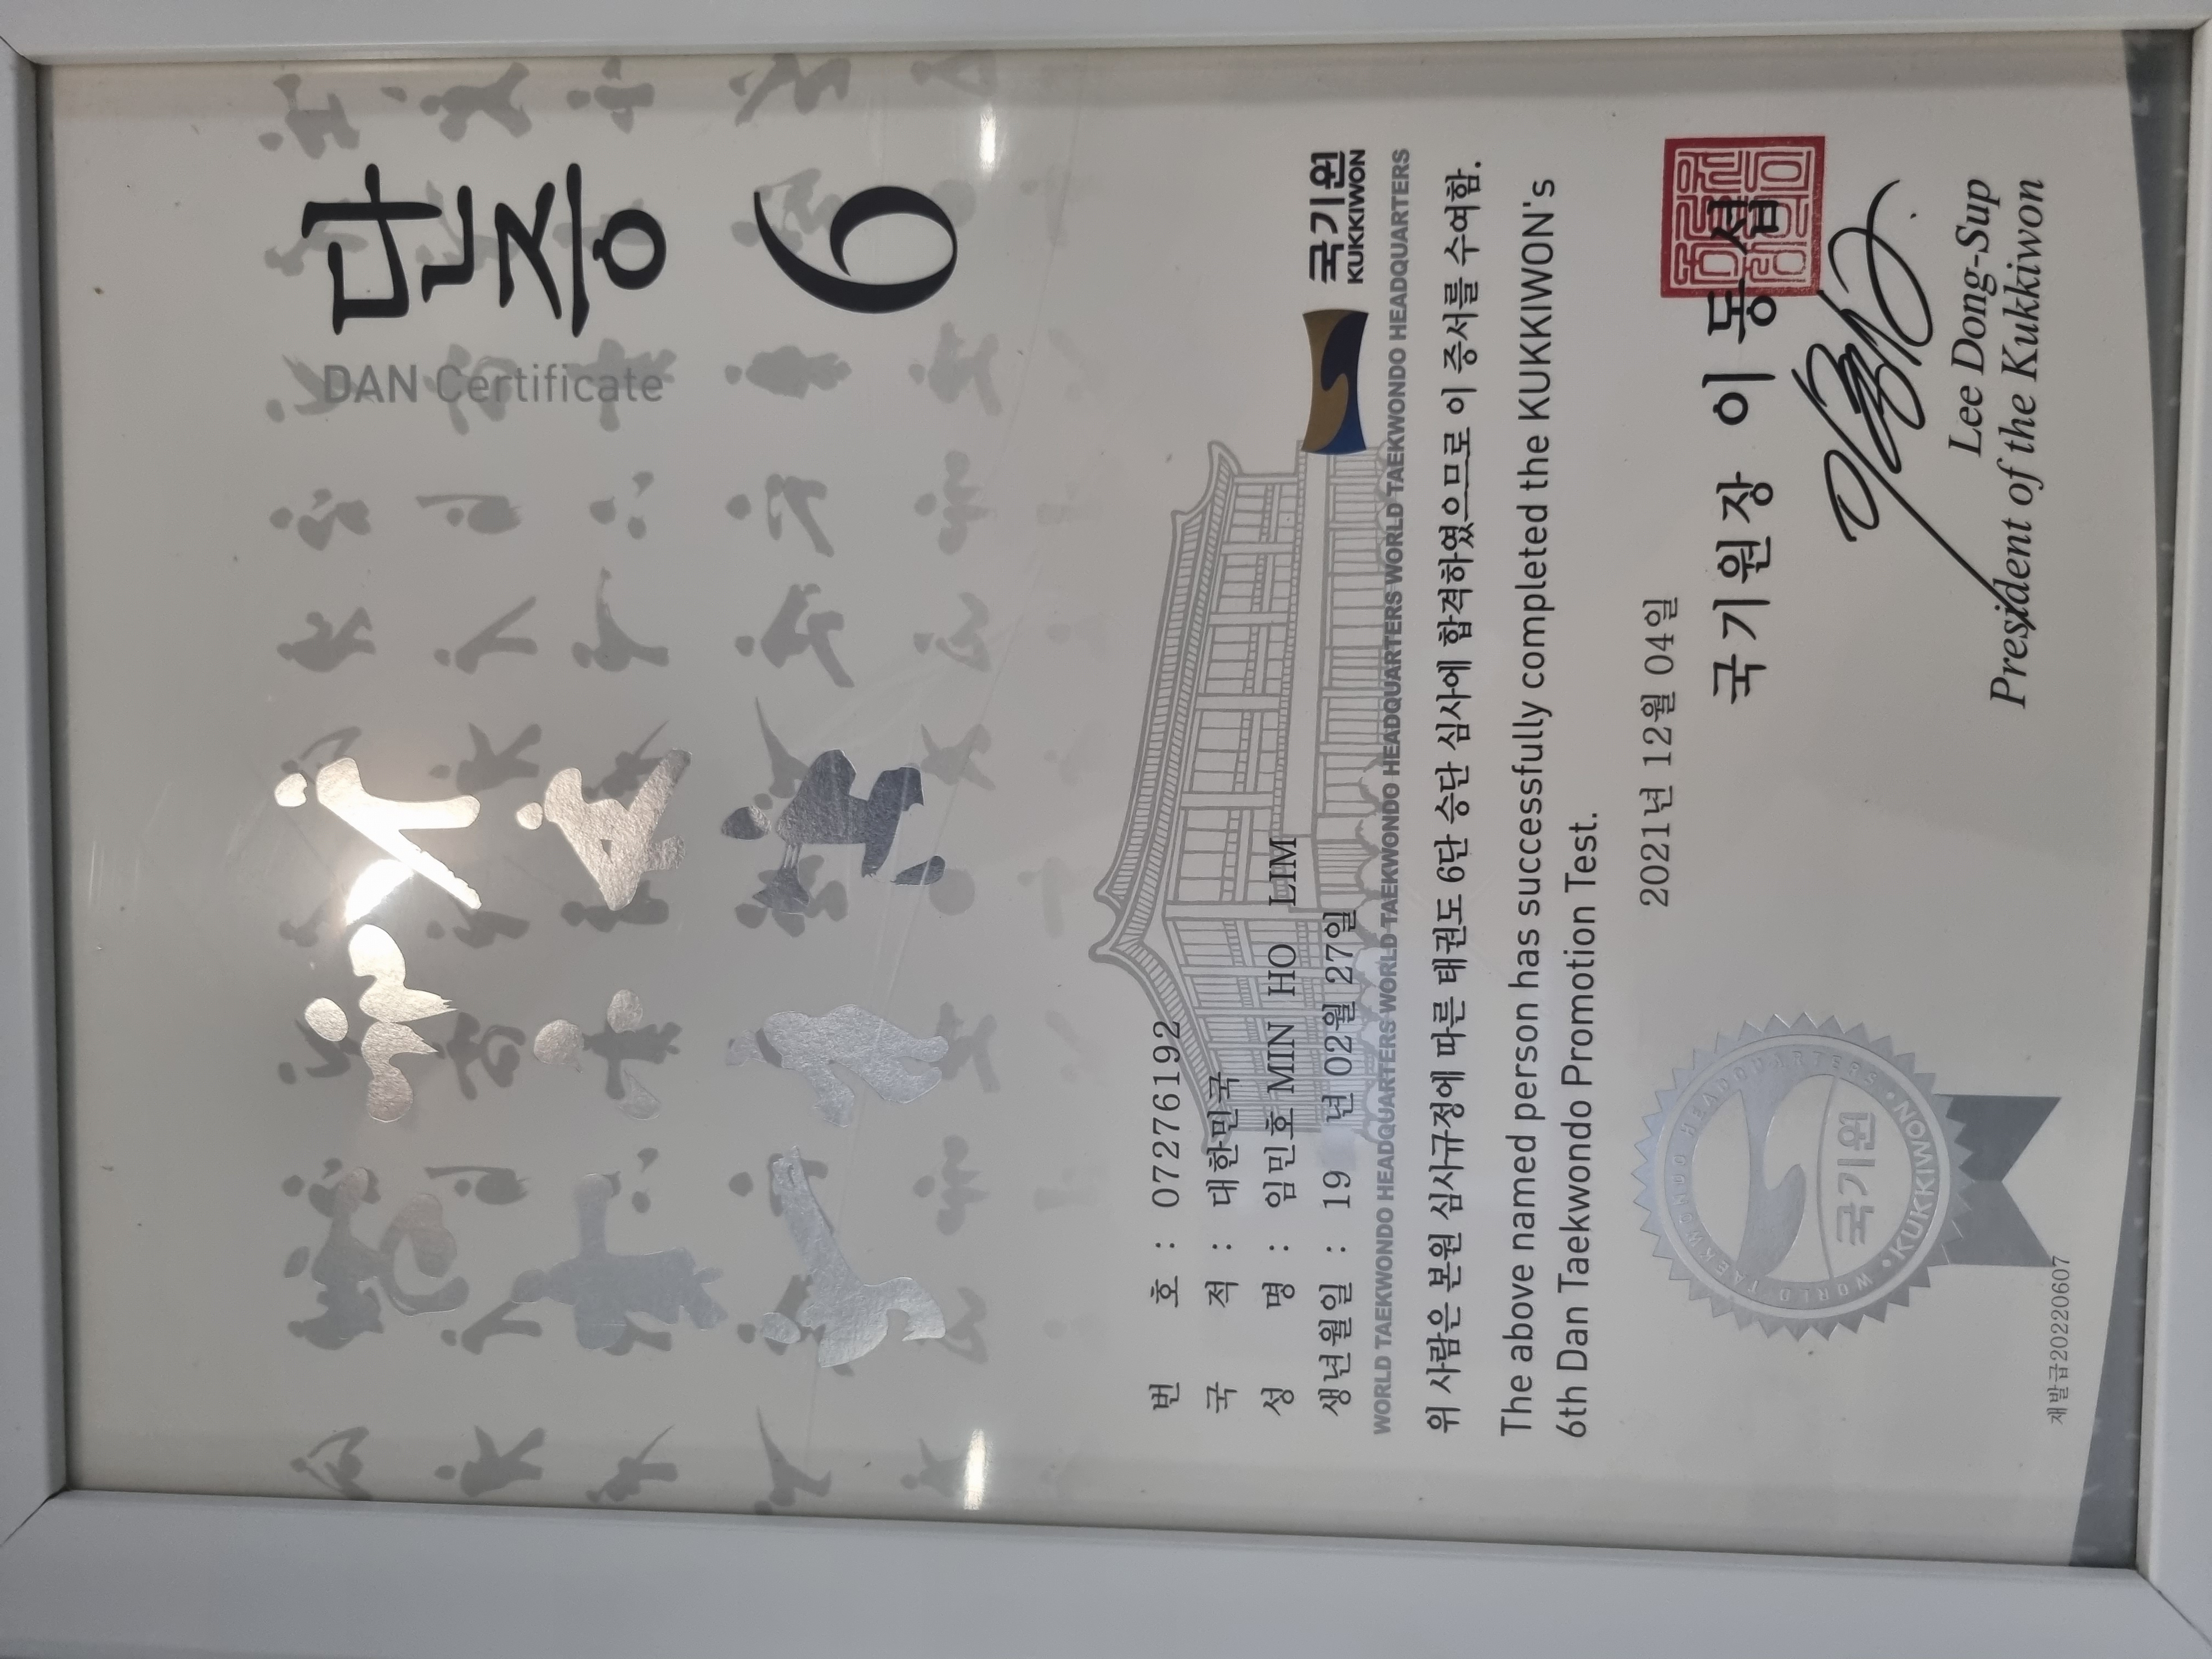 단증
DAN Certificate
6
번 호 : 07276192
국 적 : 대한민국
성 명 : 임민호 MIN HO LIM
생년월일 : 19 년 02월 27일
국기원
KUKKIWON
WORLD TAEKWONDO HEADQUARTERS WORLD TAEKWONDO HEADQUARTERS WORLD TAEKWONDO HEADQUARTERS WORLD TAEKWONDO HEADQUARTERS
위 사람은 본원 심사규정에 따른 태권도 6단 승단 심사에 합격하였으므로 이 증서를 수여함.
The above named person has successfully completed the KUKKIWON's
6th Dan Taekwondo Promotion Test.
2021년 12월 04일
국기원장 이동섭
Lee Dong-Sup
President of the Kukkiwon
WORLD TAEKWONDO HEADQUARTERS • KUKKIWON •
국기원
재발급20220607